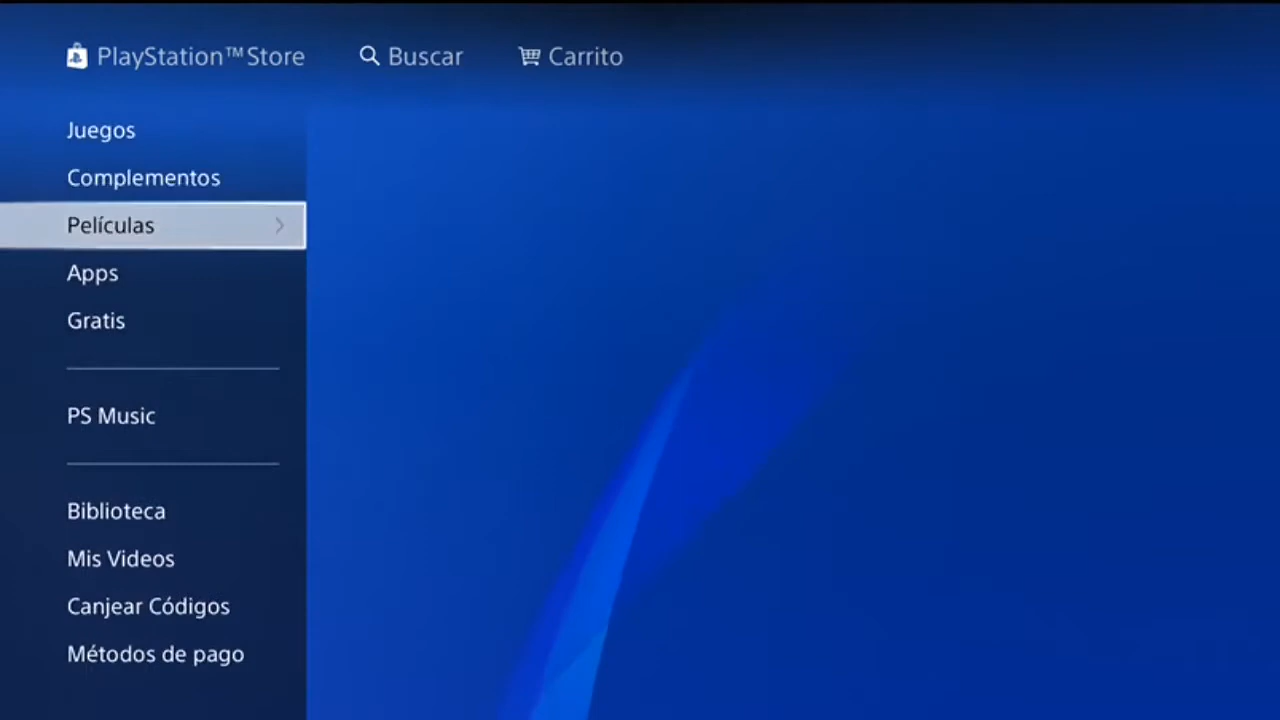 PlayStation™Store
Buscar
Carrito
Juegos
Complementos
Películas
Apps
Gratis
PS Music
Biblioteca
Mis Videos
Canjear Códigos
Métodos de pago